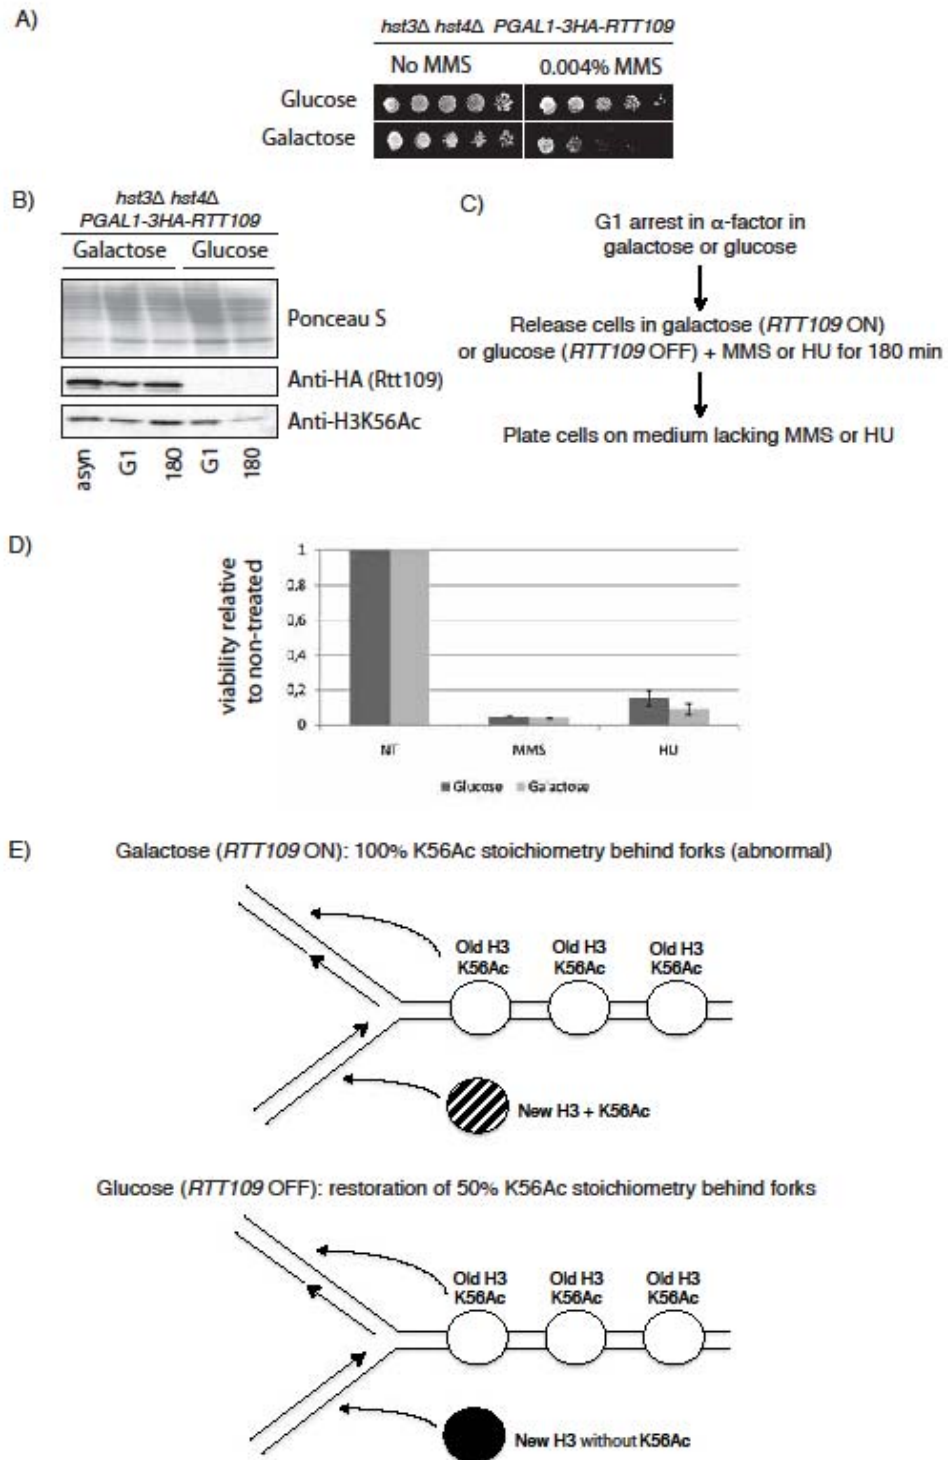 A)
hst3Δ hst4Δ PGAL1-3HA-RTT109
No MMS
0.004% MMS
Glucose
Galactose
B)
hst3Δ hst4Δ
PGAL1-3HA-RTT109
Galactose
Glucose
Ponceau S
Anti-HA (Rtt109)
Anti-H3K56Ac
asyn
G1
180
G1
180
C)
G1 arrest in α-factor in
galactose or glucose
Release cells in galactose (RTT109 ON)
or glucose (RTT109 OFF) + MMS or HU for 180 min
Plate cells on medium lacking MMS or HU
D)
viability relative
to non-treated
1
0,8
0,6
0,4
0,2
0
NT
MMS
HU
Glucose
Galactose
E)
Galactose (RTT109 ON): 100% K56Ac stoichiometry behind forks (abnormal)
Old H3
K56Ac
Old H3
K56Ac
Old H3
K56Ac
New H3 + K56Ac
Glucose (RTT109 OFF): restoration of 50% K56Ac stoichiometry behind forks
Old H3
K56Ac
Old H3
K56Ac
Old H3
K56Ac
New H3 without K56Ac